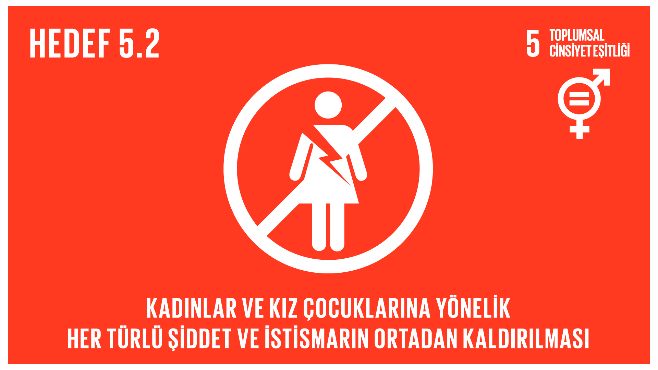 HEDEF 5.2
5 TOPLUMSAL
CİNSİYET EŞİTLİĞİ
KADINLAR VE KIZ ÇOCUKLARINA YÖNELİK
HER TÜRLÜ ŞİDDET VE İSTİSMARIN ORTADAN KALDIRILMASI